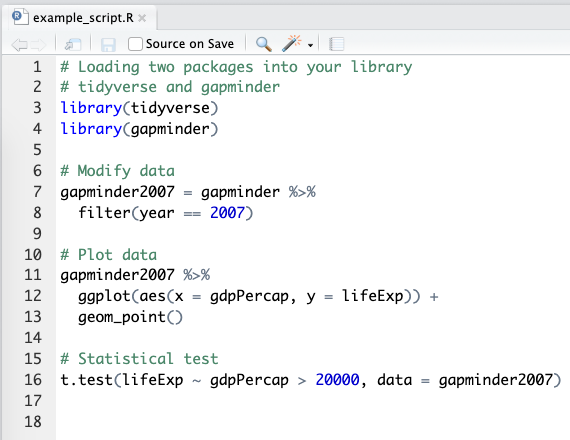 example_script.R
Source on Save
1 # Loading two packages into your library
2 # tidyverse and gapminder
3 library(tidyverse)
4 library(gapminder)
5
6 # Modify data
7 gapminder2007 = gapminder %>%
8   filter(year == 2007)
9
10 # Plot data
11 gapminder2007 %>%
12   ggplot(aes(x = gdpPercap, y = lifeExp)) +
13   geom_point()
14
15 # Statistical test
16 t.test(lifeExp ~ gdpPercap > 20000, data = gapminder2007)
17
18